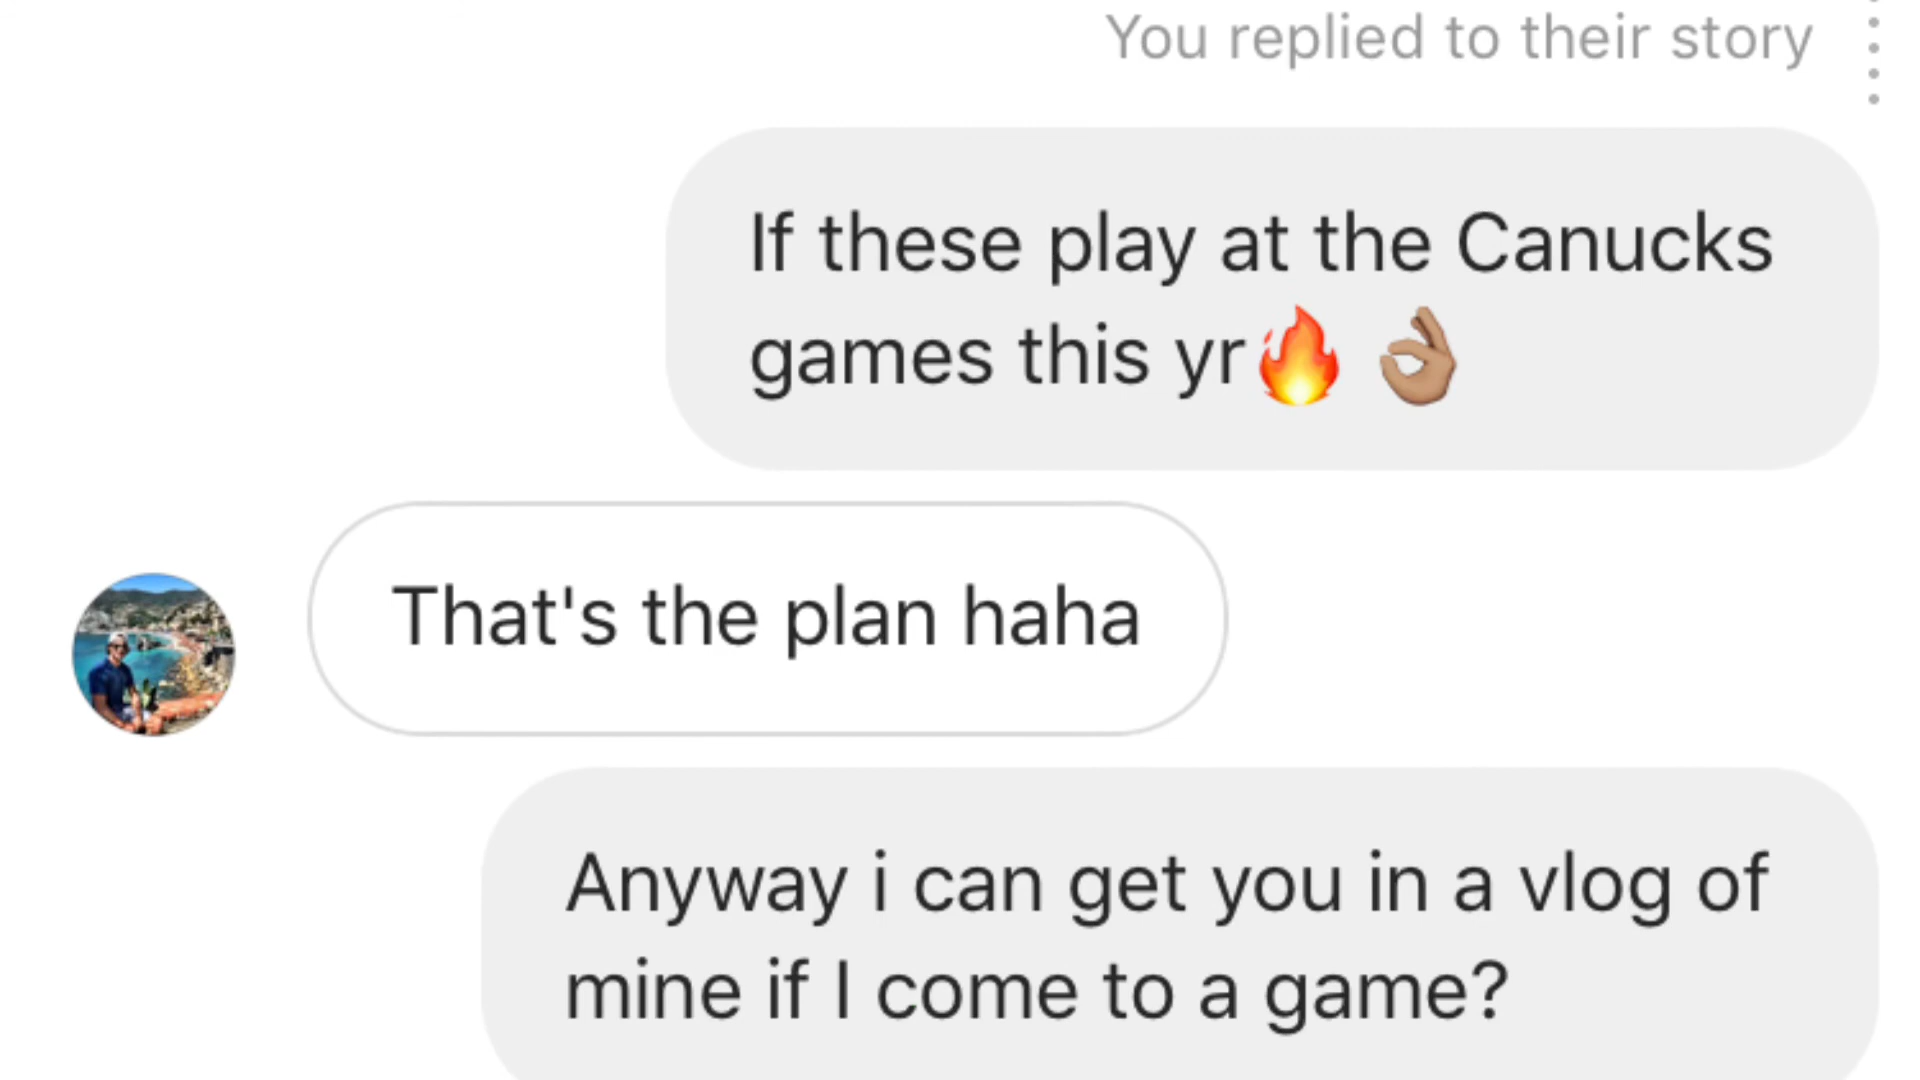 You replied to their story
If these play at the Canucks
games this yr🔥 👌🏽
That's the plan haha
Anyway i can get you in a vlog of
mine if I come to a game?